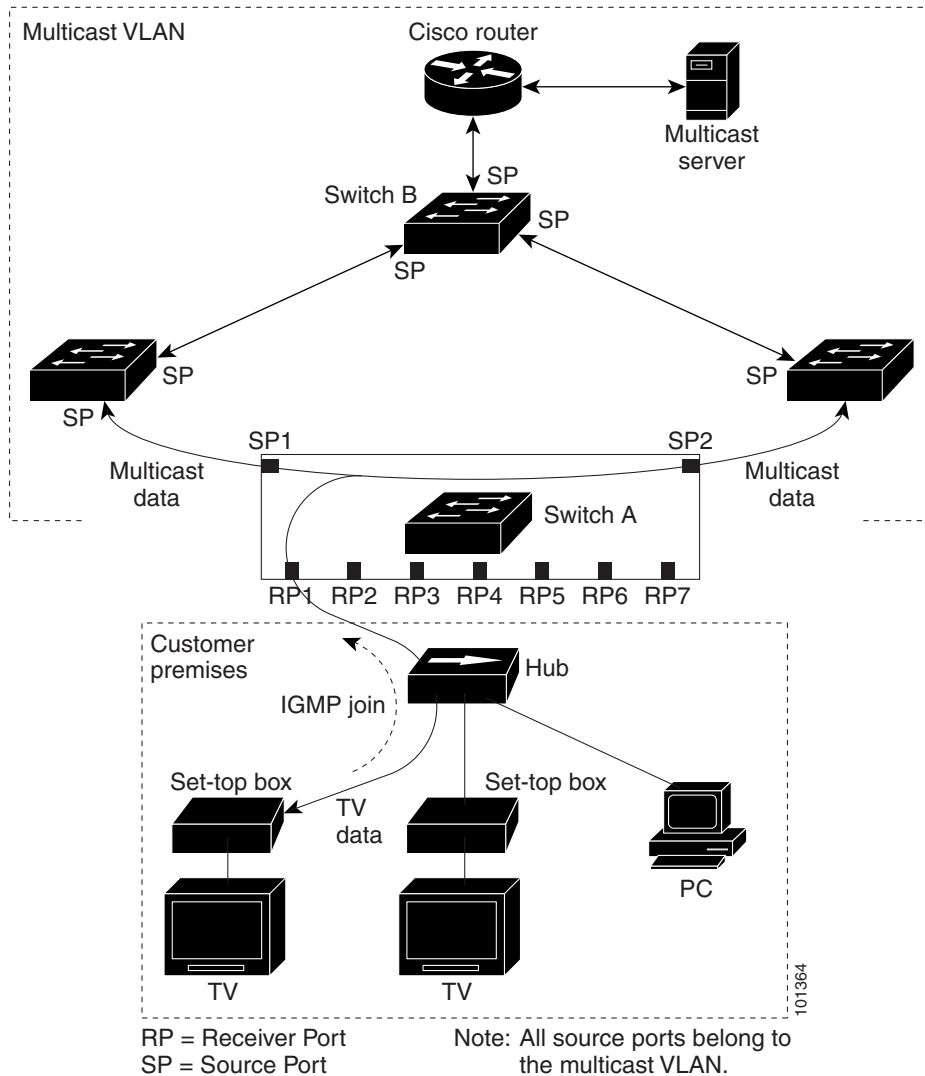 Multicast VLAN
Cisco router
Multicast
server
SP
Switch B
SP
SP
SP
SP
SP
SP1
SP2
Multicast
data
Multicast
data
Switch A
RP1 RP2 RP3 RP4 RP5 RP6 RP7
Customer
premises
Hub
IGMP join
Set-top box
Set-top box
TV
data
PC
TV
TV
101364
RP = Receiver Port
SP = Source Port
Note: All source ports belong to
the multicast VLAN.